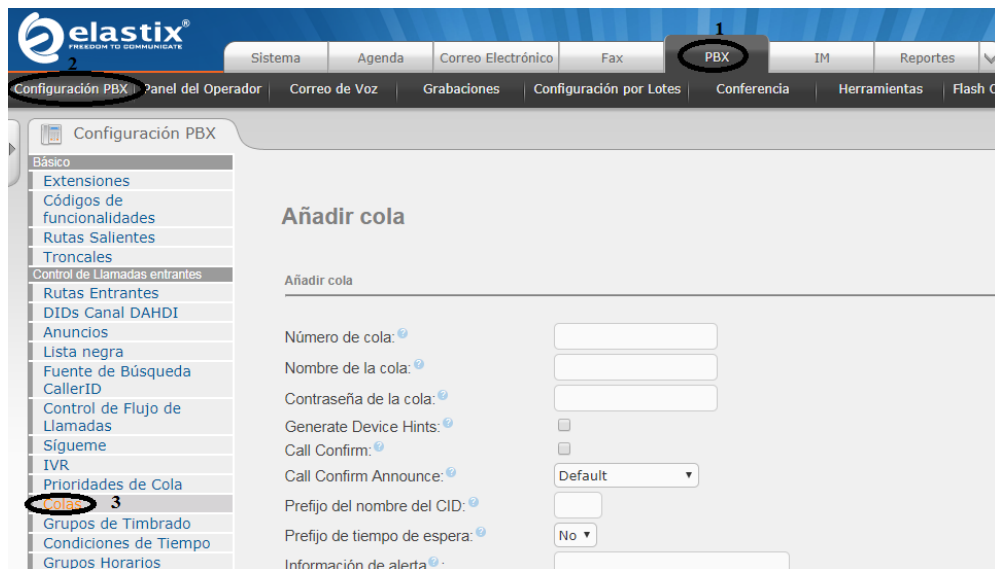 elastix®
FREEDOM TO COMMUNICATE
1
2
Sistema Agenda Correo Electrónico Fax PBX IM Reportes
Configuración PBX Panel del Operador Correo de Voz Grabaciones Configuración por Lotes Conferencia Herramientas Flash
Configuración PBX
Básico
Extensiones
Códigos de
funcionalidades
Rutas Salientes
Troncales
Control de Llamadas entrantes
Rutas Entrantes
DIDs Canal DAHDI
Anuncios
Lista negra
Fuente de Búsqueda
CallerID
Control de Flujo de
Llamadas
Sígueme
IVR
Prioridades de Cola
Colas 3
Grupos de Timbrado
Condiciones de Tiempo
Grupos Horarios
Añadir cola
Añadir cola
Número de cola:
Nombre de la cola:
Contraseña de la cola:
Generate Device Hints:
Call Confirm:
Call Confirm Announce: Default
Prefijo del nombre del CID:
Prefijo de tiempo de espera: No
Información de alerta :